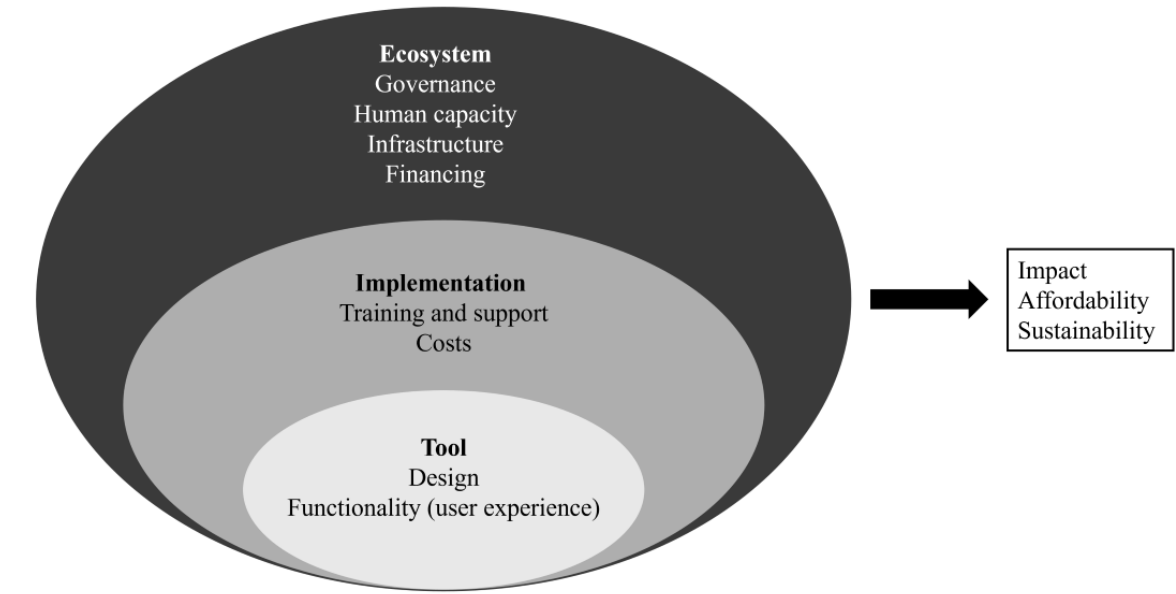 Ecosystem
Governance
Human capacity
Infrastructure
Financing
Implementation
Training and support
Costs
Tool
Design
Functionality (user experience)
Impact
Affordability
Sustainability